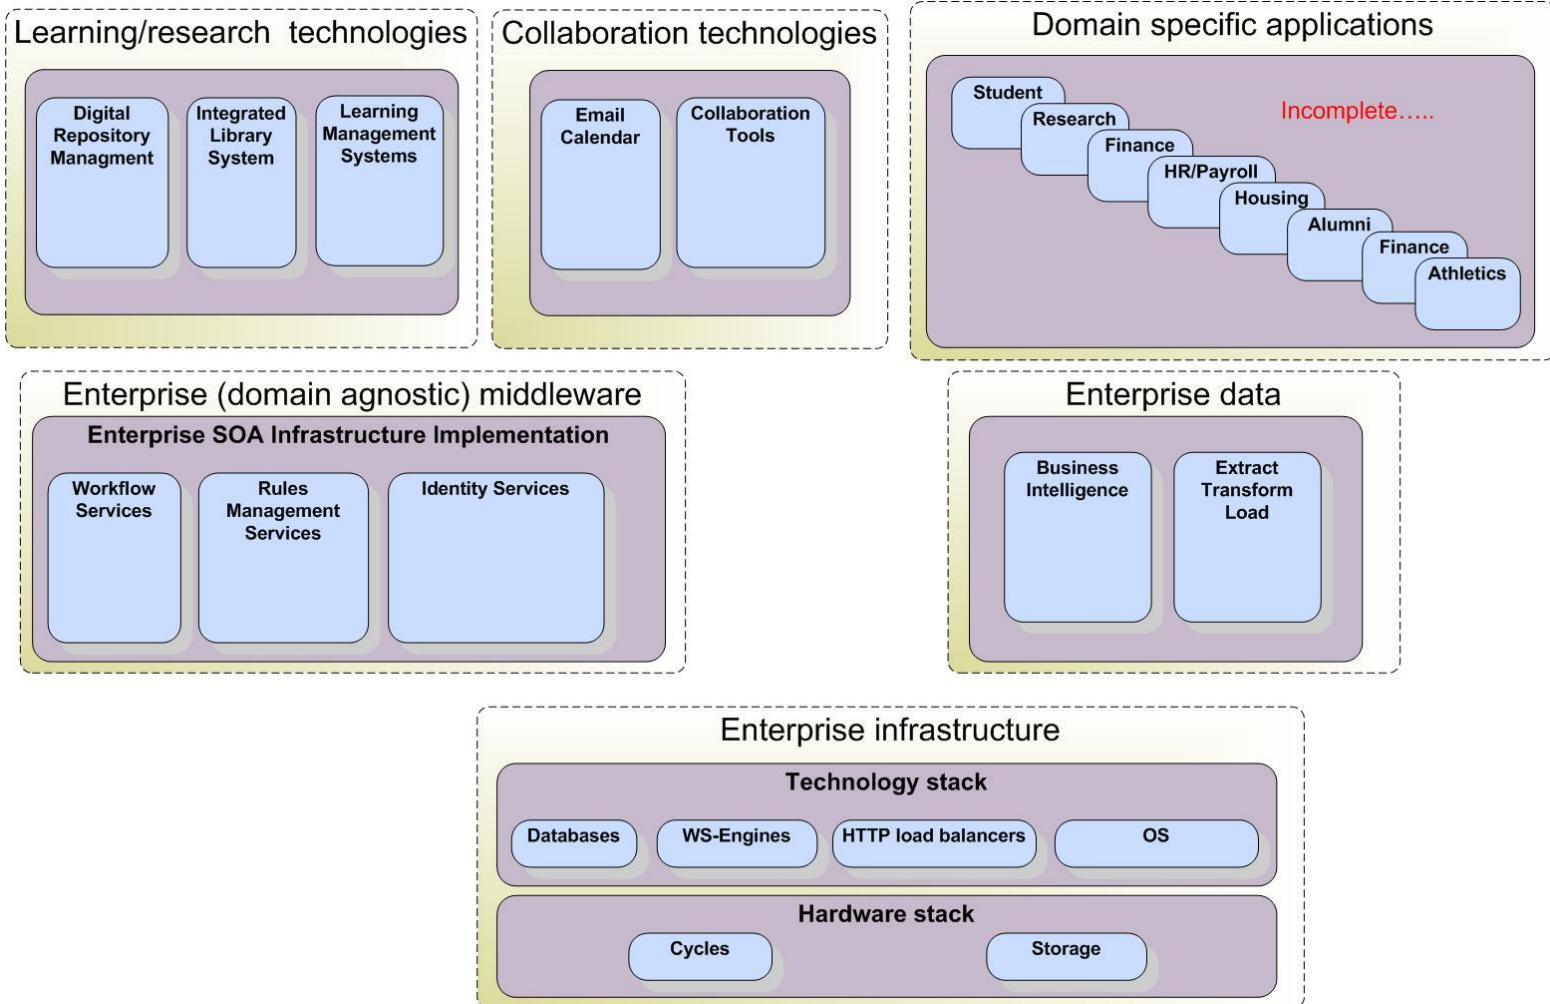 Learning/research technologies
Digital
Repository
Managment
Integrated
Library
System
Learning
Management
Systems
Collaboration technologies
Email
Calendar
Collaboration
Tools
Domain specific applications
Incomplete.....
Student
Research
Finance
HR/Payroll
Housing
Alumni
Finance
Athletics
Enterprise (domain agnostic) middleware
Enterprise SOA Infrastructure Implementation
Workflow
Services
Rules
Management
Services
Identity Services
Enterprise data
Business
Intelligence
Extract
Transform
Load
Enterprise infrastructure
Technology stack
Databases
WS-Engines
HTTP load balancers
OS
Hardware stack
Cycles
Storage